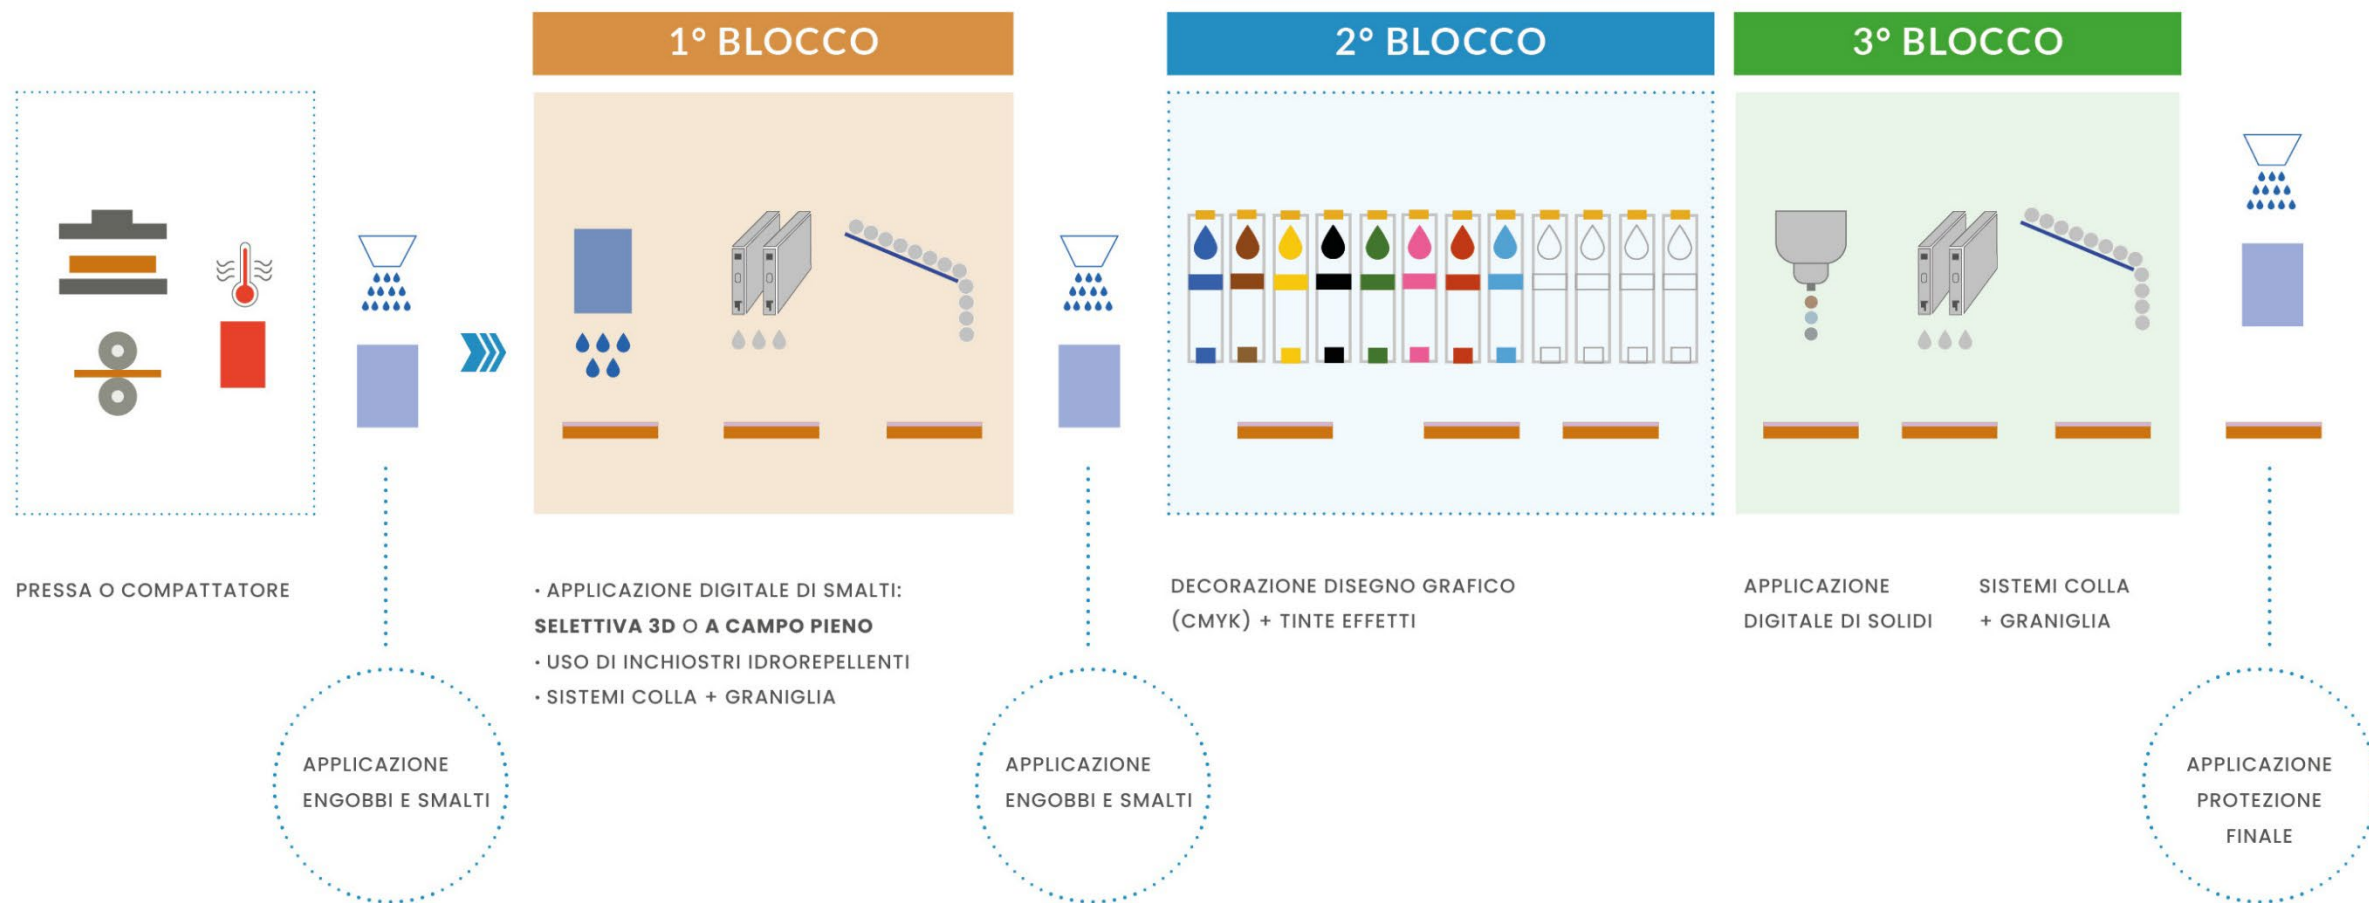 1° BLOCCO
2° BLOCCO
3° BLOCCO
PRESSA O COMPATTATORE
APPLICAZIONE
ENGOBBI E SMALTI
· APPLICAZIONE DIGITALE DI SMALTI:
SELETTIVA 3D O A CAMPO PIENO
· USO DI INCHIOSTRI IDROREPELLENTI
· SISTEMI COLLA + GRANIGLIA
APPLICAZIONE
ENGOBBI E SMALTI
DECORAZIONE DISEGNO GRAFICO
(CMYK) + TINTE EFFETTI
APPLICAZIONE
DIGITALE DI SOLIDI
SISTEMI COLLA
+ GRANIGLIA
APPLICAZIONE
PROTEZIONE
FINALE